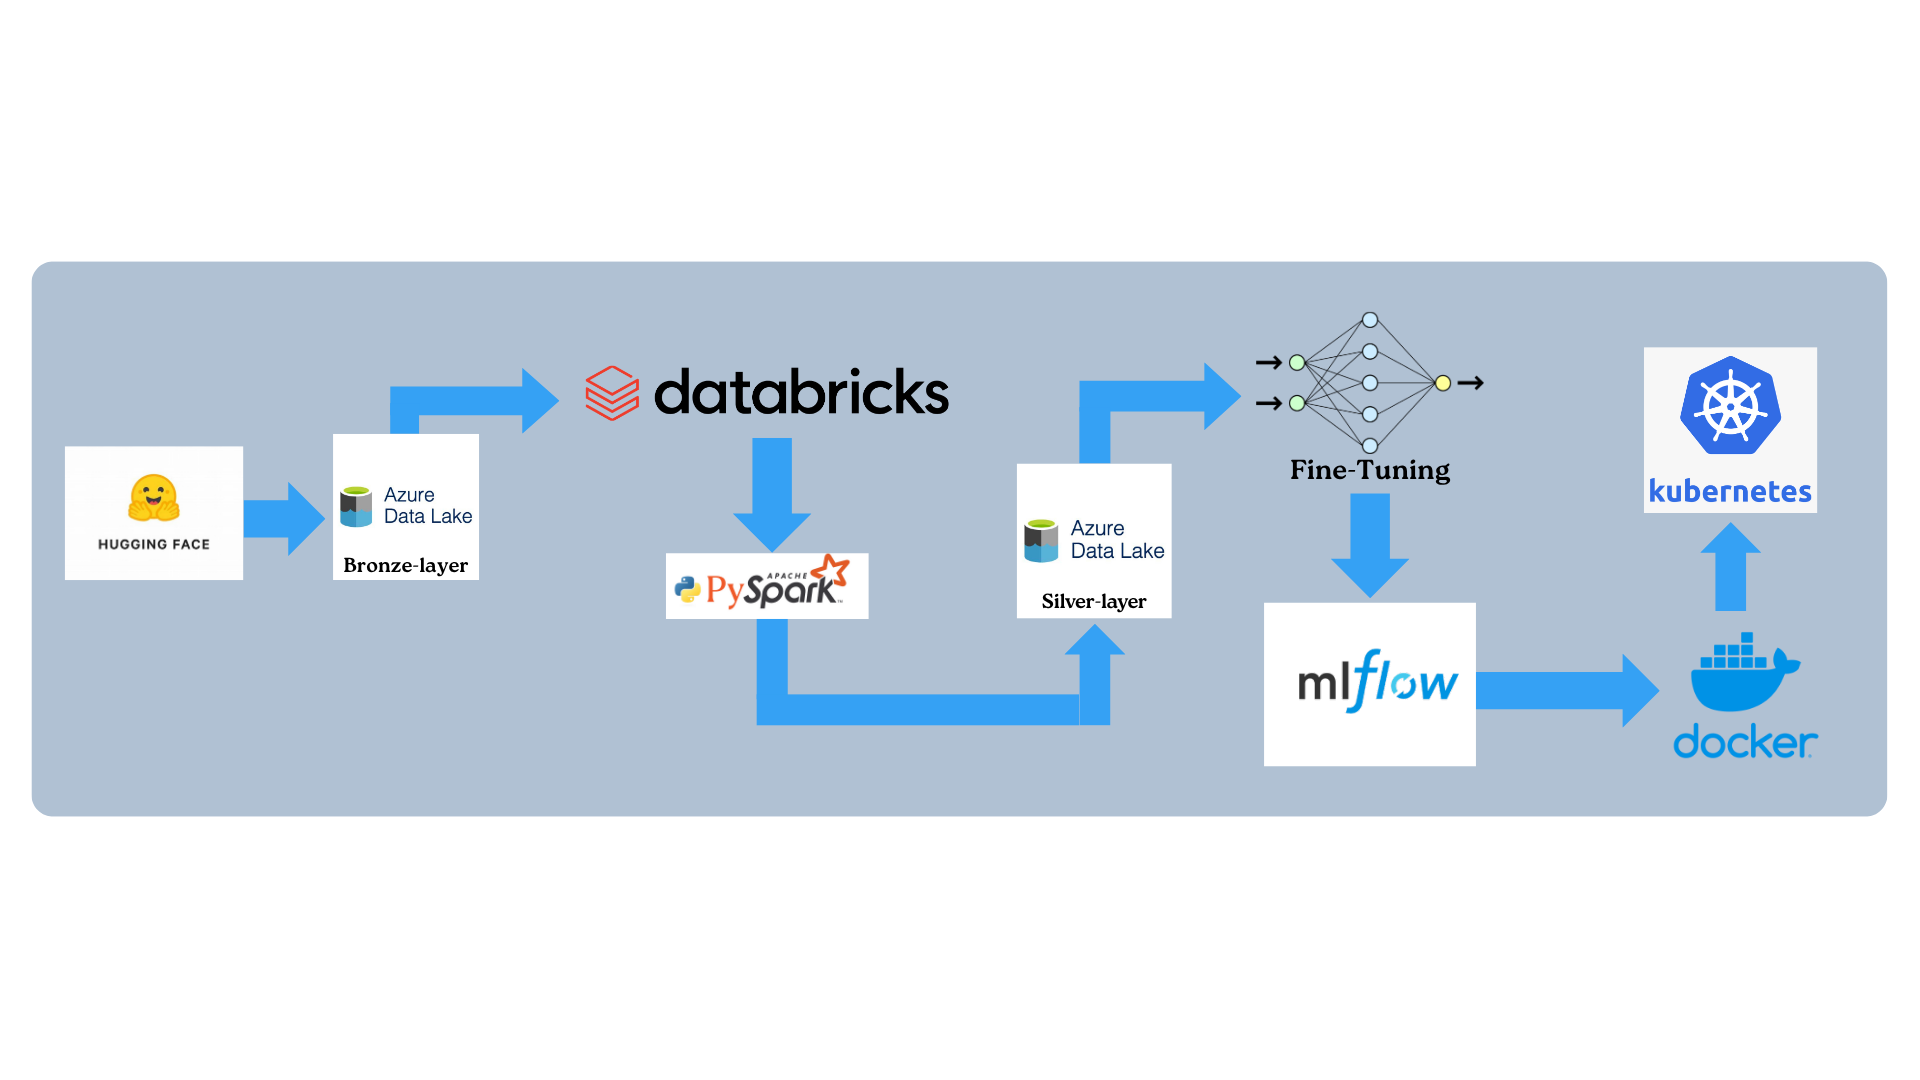 HUGGING FACE
Azure
Data Lake
Bronze-layer
databricks
APACHE
PySpark™
Azure
Data Lake
Silver-layer
Fine-Tuning
mlflow
docker
kubernetes